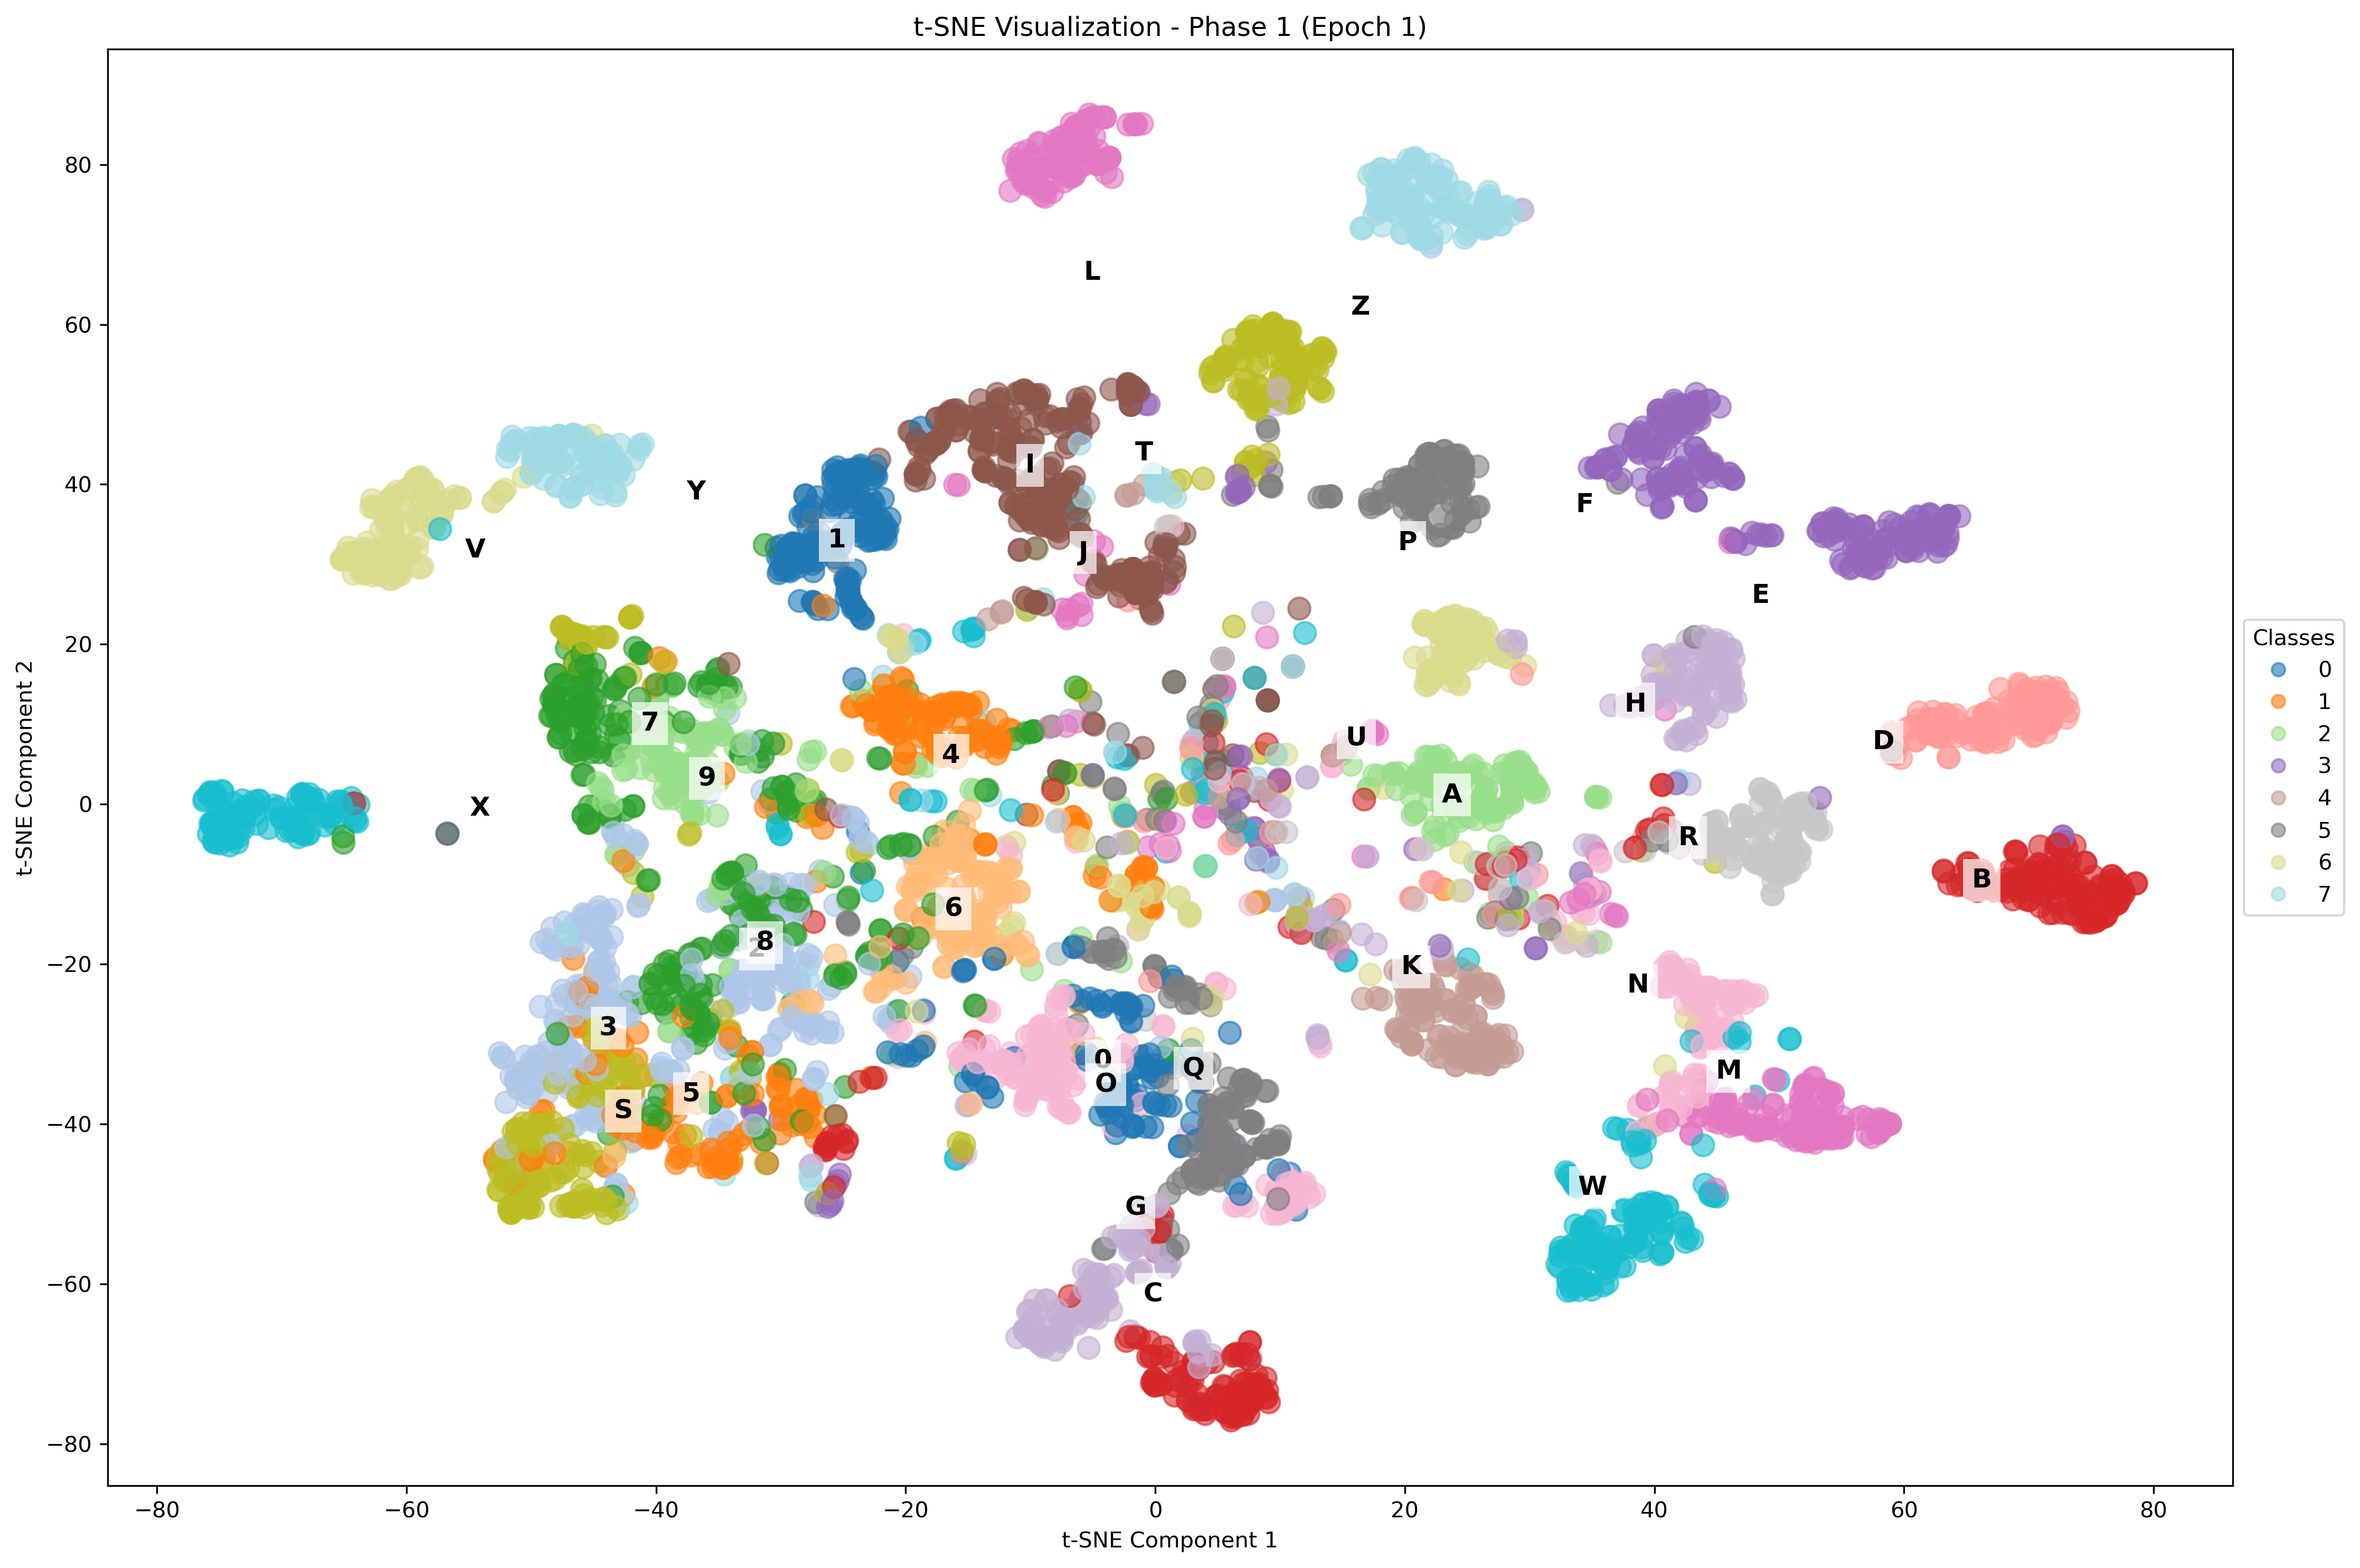 t-SNE Visualization - Phase 1 (Epoch 1)
t-SNE Component 2
80
60
40
20
0
−20
−40
−60
−80
L
Z
I
T
Y
F
V
1
P
J
E
H
7
U
D
4
9
A
X
R
B
6
8
2
K
N
3
0
Q
M
O
5
S
W
G
C
−80
−60
−40
−20
0
20
40
60
80
t-SNE Component 1
Classes
0
1
2
3
4
5
6
7